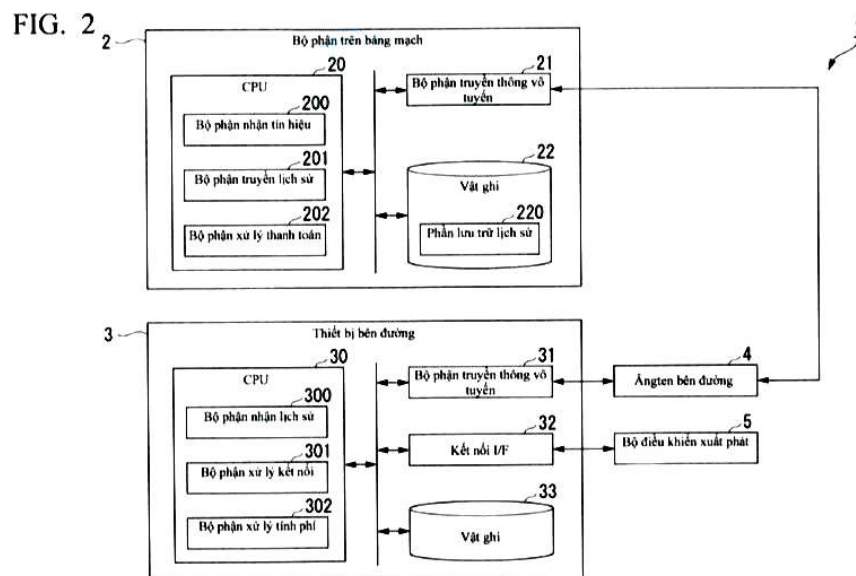 FIG. 2
2
Bộ phận trên bảng mạch
20
CPU
200
Bộ phận nhận tín hiệu
201
Bộ phận truyền lịch sử
202
Bộ phận xử lý thanh toán
21
Bộ phận truyền thông vô
tuyến
22
Vật ghi
220
Phần lưu trữ lịch sử
3
Thiết bị bên đường
30
CPU
300
Bộ phận nhận lịch sử
301
Bộ phận xử lý kết nối
302
Bộ phận xử lý tính phí
31
Bộ phận truyền thông vô
tuyến
32
Kết nối I/F
33
Vật ghi
4
Ăngten bên đường
5
Bộ điều khiển xuất phát